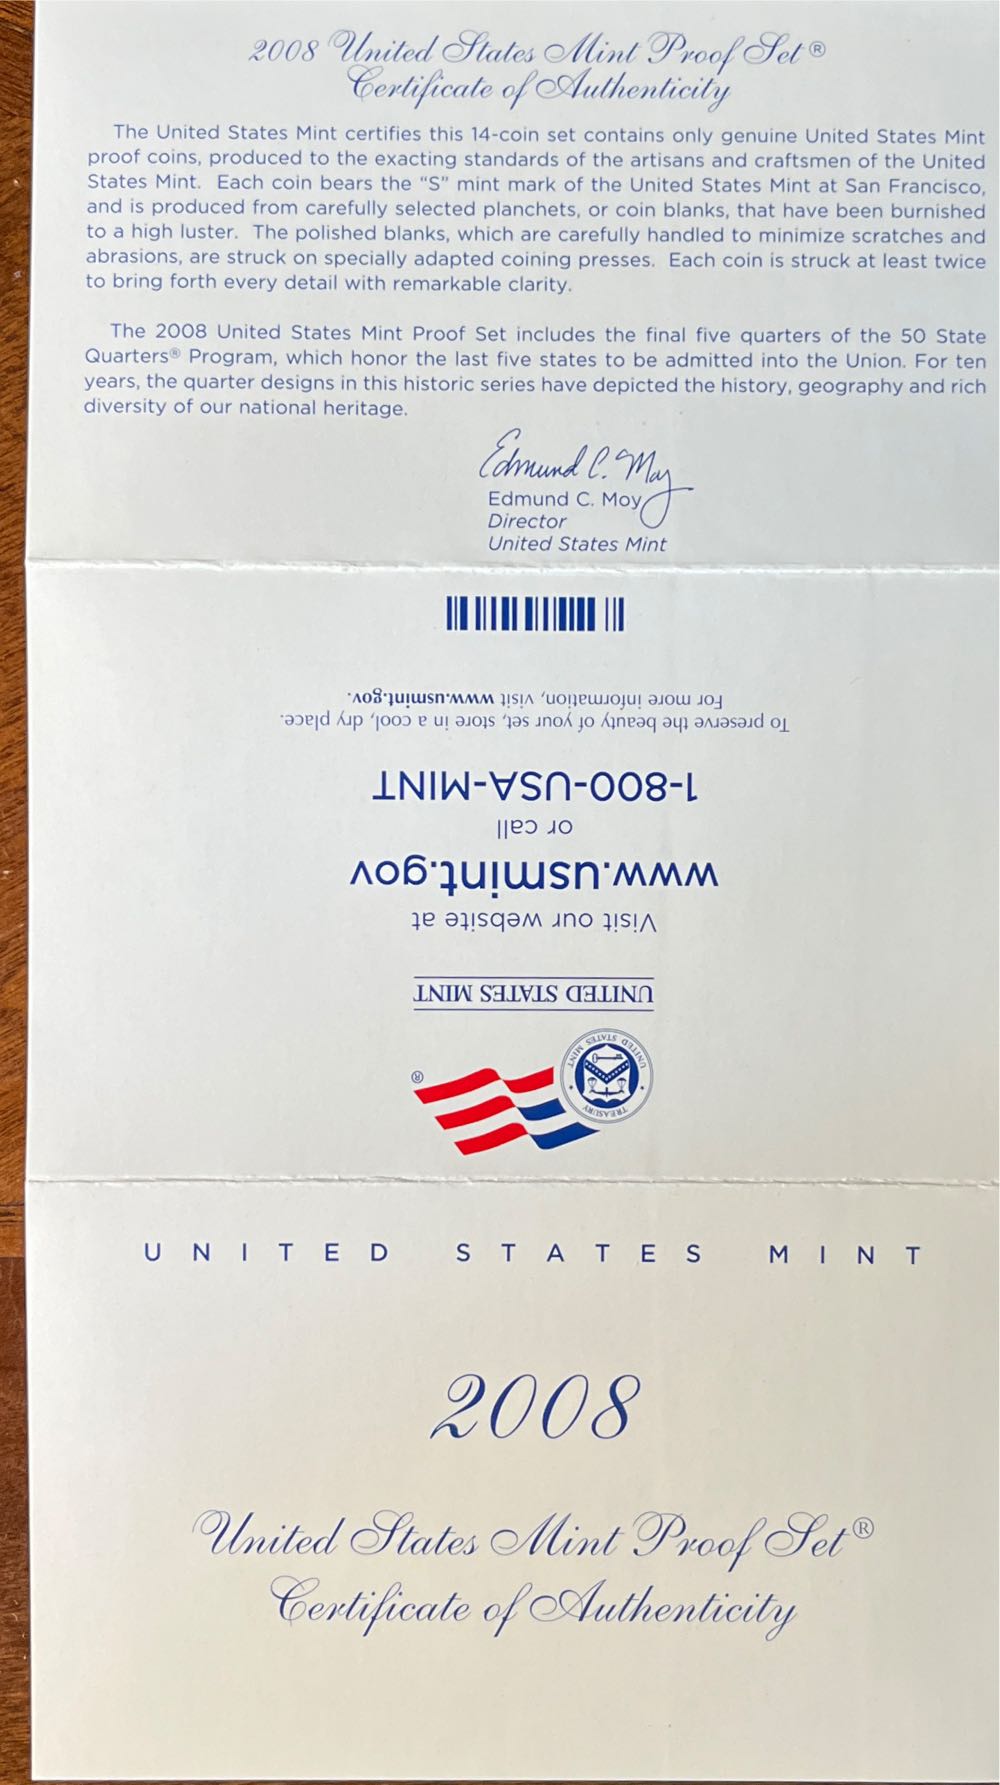 2008 United States Mint Proof Set®
Certificate of Authenticity
The United States Mint certifies this 14-coin set contains only genuine United States Mint
proof coins, produced to the exacting standards of the artisans and craftsmen of the United
States Mint. Each coin bears the “S” mint mark of the United States Mint at San Francisco,
and is produced from carefully selected planchets, or coin blanks, that have been burnished
to a high luster. The polished blanks, which are carefully handled to minimize scratches and
abrasions, are struck on specially adapted coining presses. Each coin is struck at least twice
to bring forth every detail with remarkable clarity.
The 2008 United States Mint Proof Set includes the final five quarters of the 50 State
Quarters® Program, which honor the last five states to be admitted into the Union. For ten
years, the quarter designs in this historic series have depicted the history, geography and rich
diversity of our national heritage.
Edmund C. Moy
Edmund C. Moy
Director
United States Mint
TREASURY
UNITED STATES MINT
®
UNITED STATES MINT
Visit our website at
www.usmint.gov
or call
1-800-USA-MINT
To preserve the beauty of your set, store in a cool, dry place.
For more information, visit www.usmint.gov.
UNITED STATES MINT
2008
United States Mint Proof Set®
Certificate of Authenticity